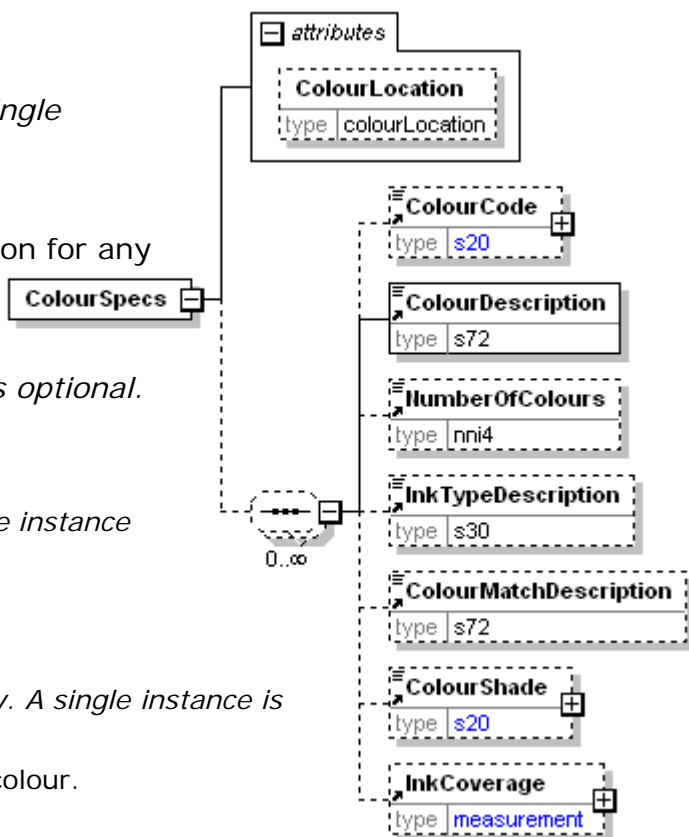 attributes
ColourLocation
type colourLocation
ngle
on for any
ColourSpecs
s optional.
e instance
0..∞
y. A single instance is
colour.
ColourCode
type s20
ColourDescription
type s72
NumberOfColours
type nni4
InkTypeDescription
type s30
ColourMatchDescription
type s72
ColourShade
type s20
InkCoverage
type measurement